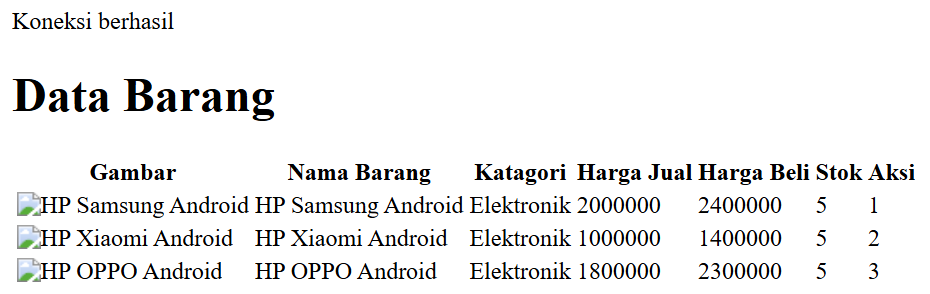 Koneksi berhasil
Data Barang
Gambar Nama Barang Katagori Harga Jual Harga Beli Stok Aksi
HP Samsung Android HP Samsung Android Elektronik 2000000 2400000 5 1
HP Xiaomi Android HP Xiaomi Android Elektronik 1000000 1400000 5 2
HP OPPO Android HP OPPO Android Elektronik 1800000 2300000 5 3